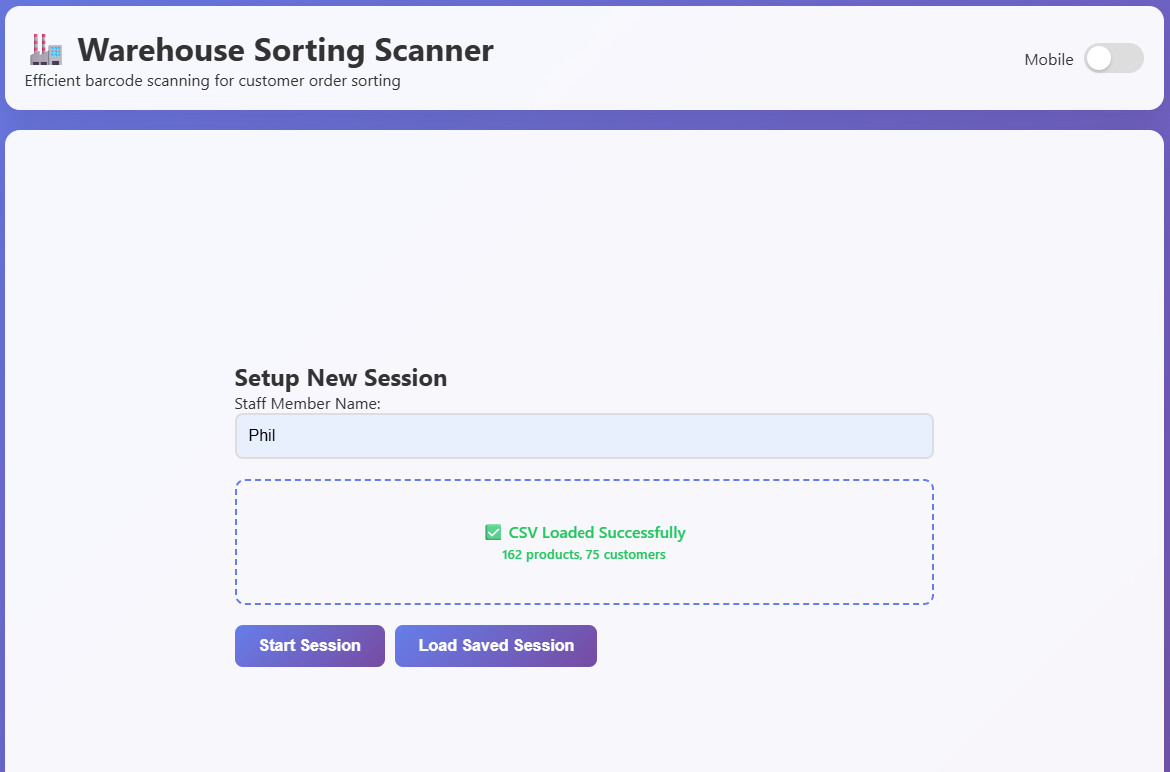 Warehouse Sorting Scanner
Efficient barcode scanning for customer order sorting
Mobile
Setup New Session
Staff Member Name:
Phil
CSV Loaded Successfully
162 products, 75 customers
Start Session
Load Saved Session